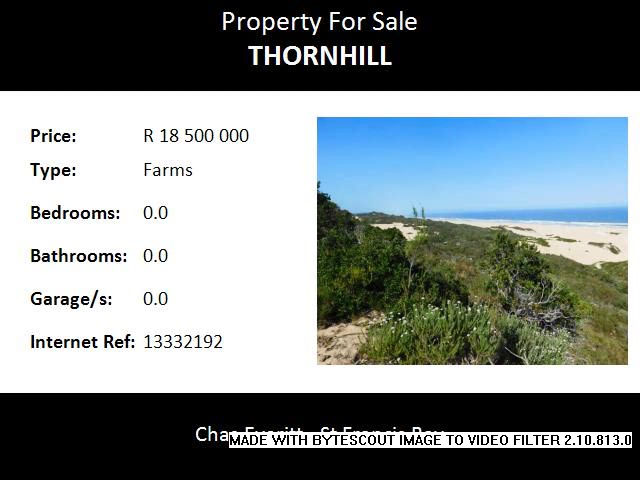 Property For Sale
THORNHILL
Price: R 18 500 000
Type: Farms
Bedrooms: 0.0
Bathrooms: 0.0
Garage/s: 0.0
Internet Ref: 13332192
Chas Everitt - St Francis Bay
MADE WITH BYTESCOUT IMAGE TO VIDEO FILTER 2.10.813.0